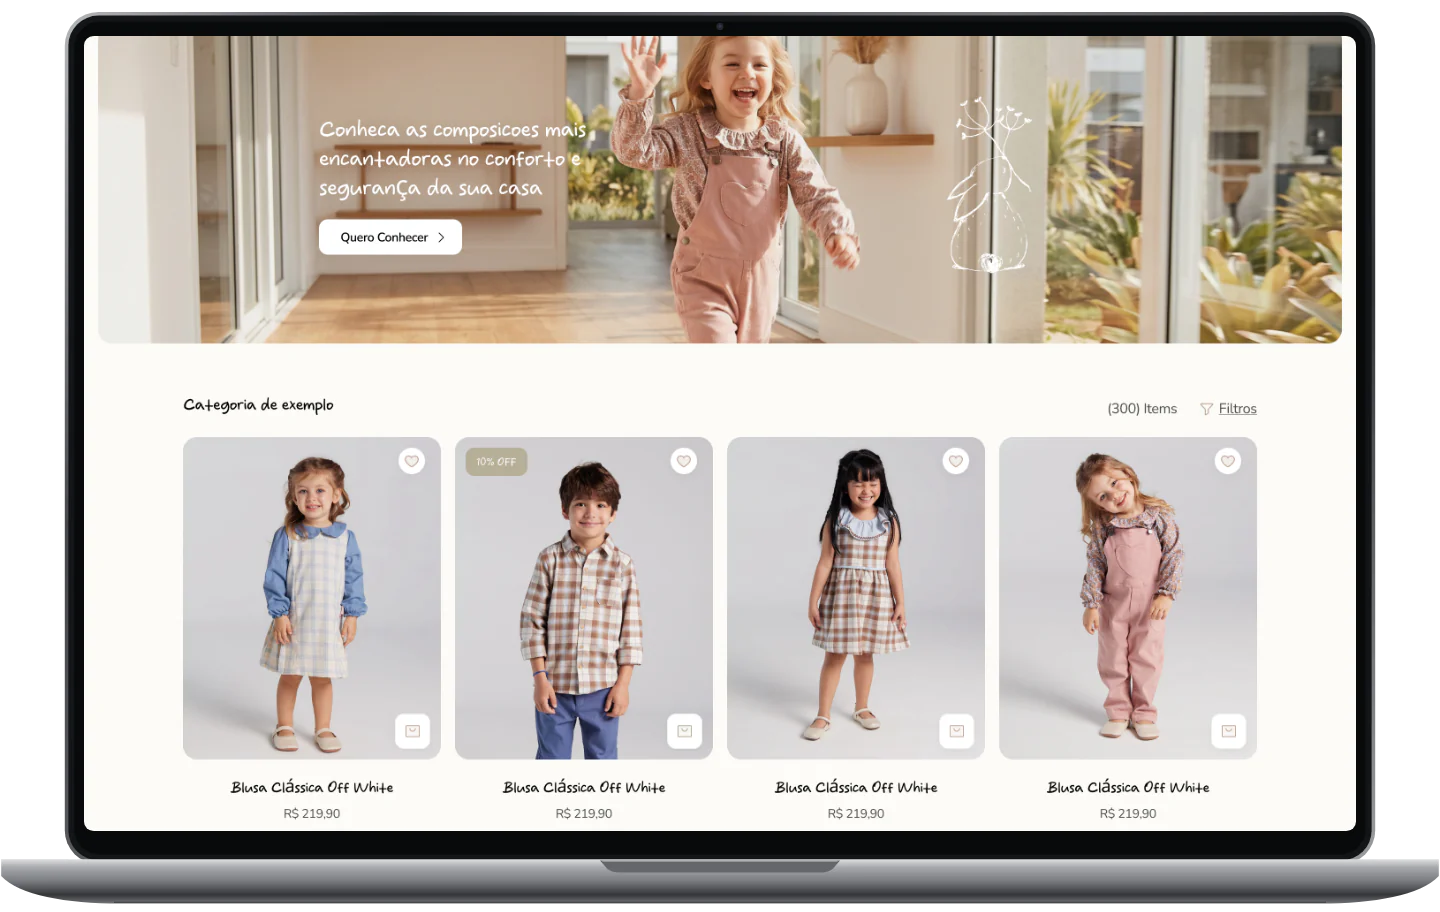 Conheca as composicoes mais
encantadoras no conforto e
seguranÇa da sua casa
Quero Conhecer
Categoria de exemplo
(300) Items
Filtros
10% OFF
Blusa Clássica Off White
R$ 219,90
Blusa Clássica Off White
R$ 219,90
Blusa Clássica Off White
R$ 219,90
Blusa Clássica Off White
R$ 219,90